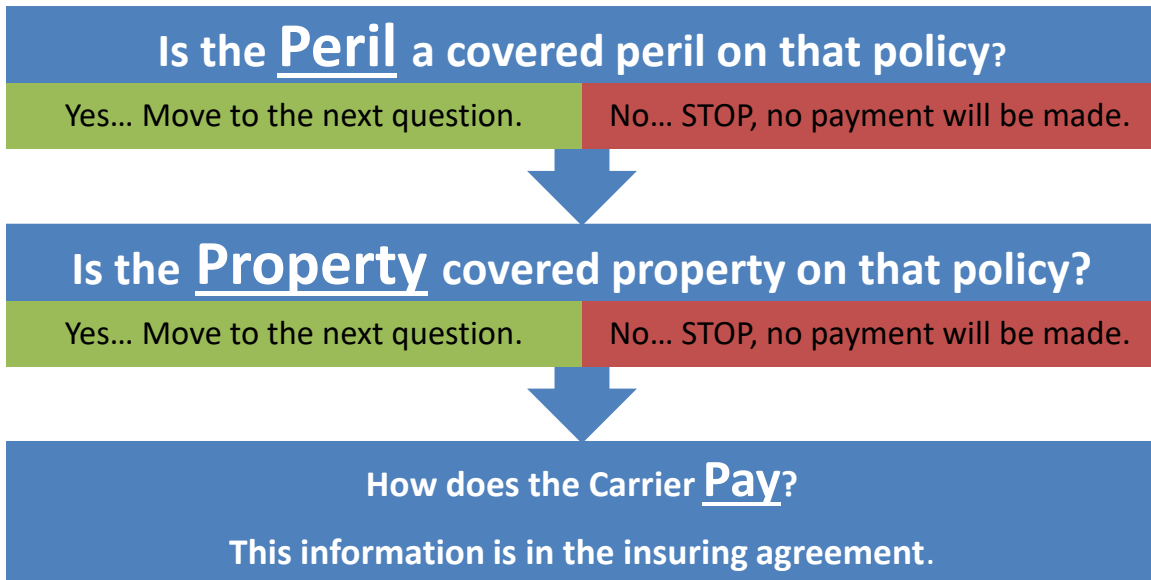 Is the Peril a covered peril on that policy?
Yes... Move to the next question.
No... STOP, no payment will be made.
Is the Property covered property on that policy?
Yes... Move to the next question.
No... STOP, no payment will be made.
How does the Carrier Pay?
This information is in the insuring agreement.